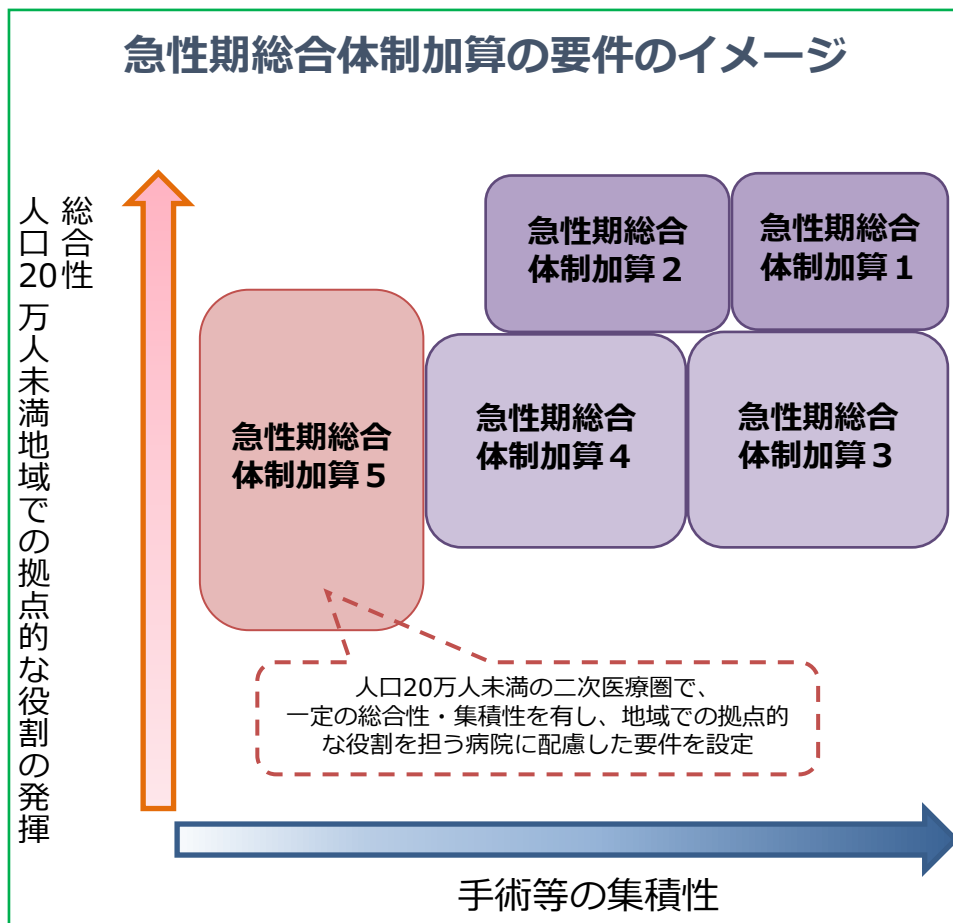 急性期総合体制加算の要件のイメージ
総合性
人口20万人未満地域での拠点的な役割の発揮
急性期総合
体制加算２
急性期総合
体制加算１
急性期総合
体制加算５
急性期総合
体制加算４
急性期総合
体制加算３
人口20万人未満の二次医療圏で、
一定の総合性・集積性を有し、地域での拠点的
な役割を担う病院に配慮した要件を設定
手術等の集積性